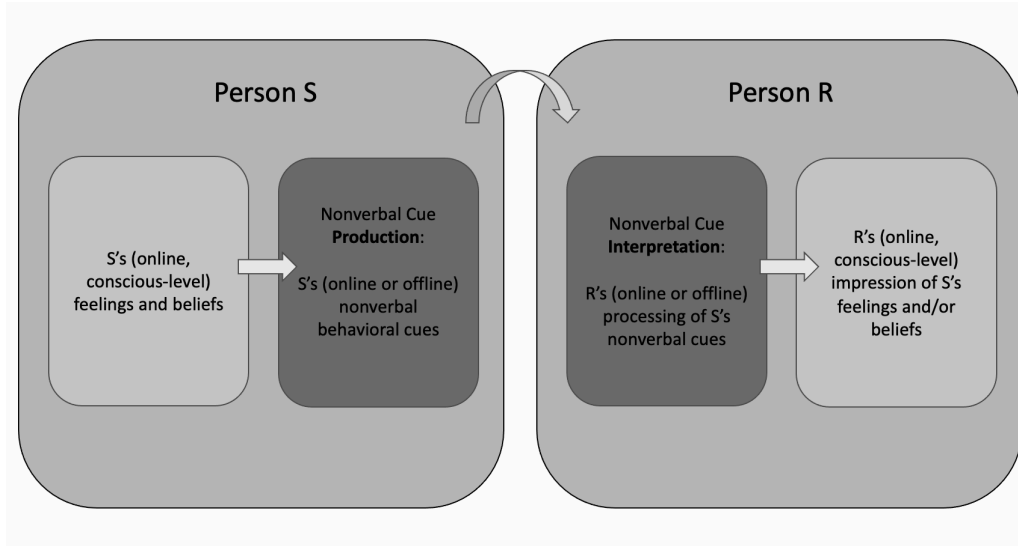 Person S
S's (online,
conscious-level)
feelings and beliefs
Nonverbal Cue
Production:
S's (online or offline)
nonverbal
behavioral cues
Person R
Nonverbal Cue
Interpretation:
R's (online or offline)
processing of S's
nonverbal cues
R's (online,
conscious-level)
impression of S's
feelings and/or
beliefs